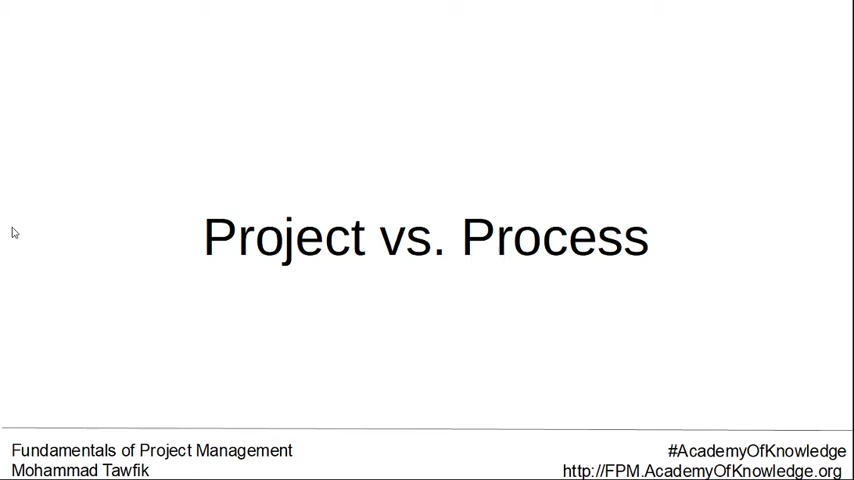 Project vs. Process
Fundamentals of Project Management
Mohammad Tawfik
#AcademyOfKnowledge
http://FPM.AcademyOfKnowledge.org